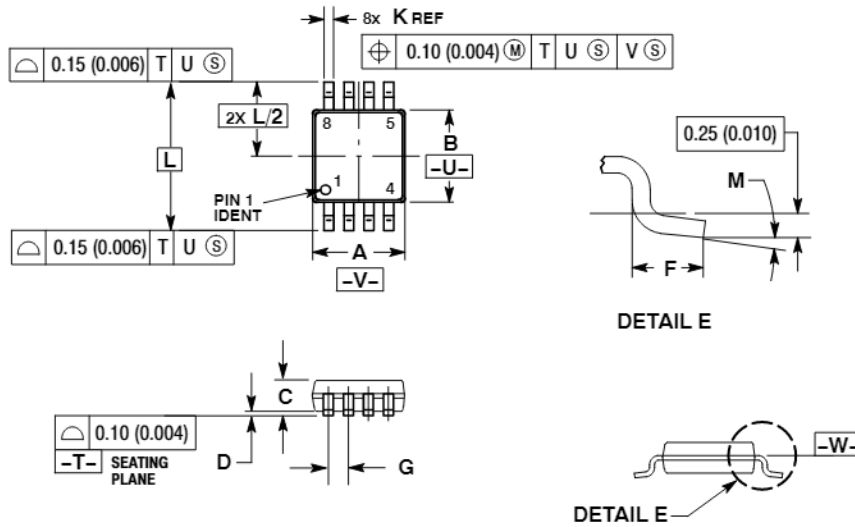 8x K REF
⌖ 0.10 (0.004) Ⓜ T U Ⓢ V Ⓢ
⌓ 0.15 (0.006) T U Ⓢ
2X L/2
8 5
B
–U–
L
PIN 1
IDENT
1 4
⌓ 0.15 (0.006) T U Ⓢ
A
–V–
0.25 (0.010)
M
F
DETAIL E
C
⌓ 0.10 (0.004)
–T– SEATING
PLANE
D
G
–W–
DETAIL E